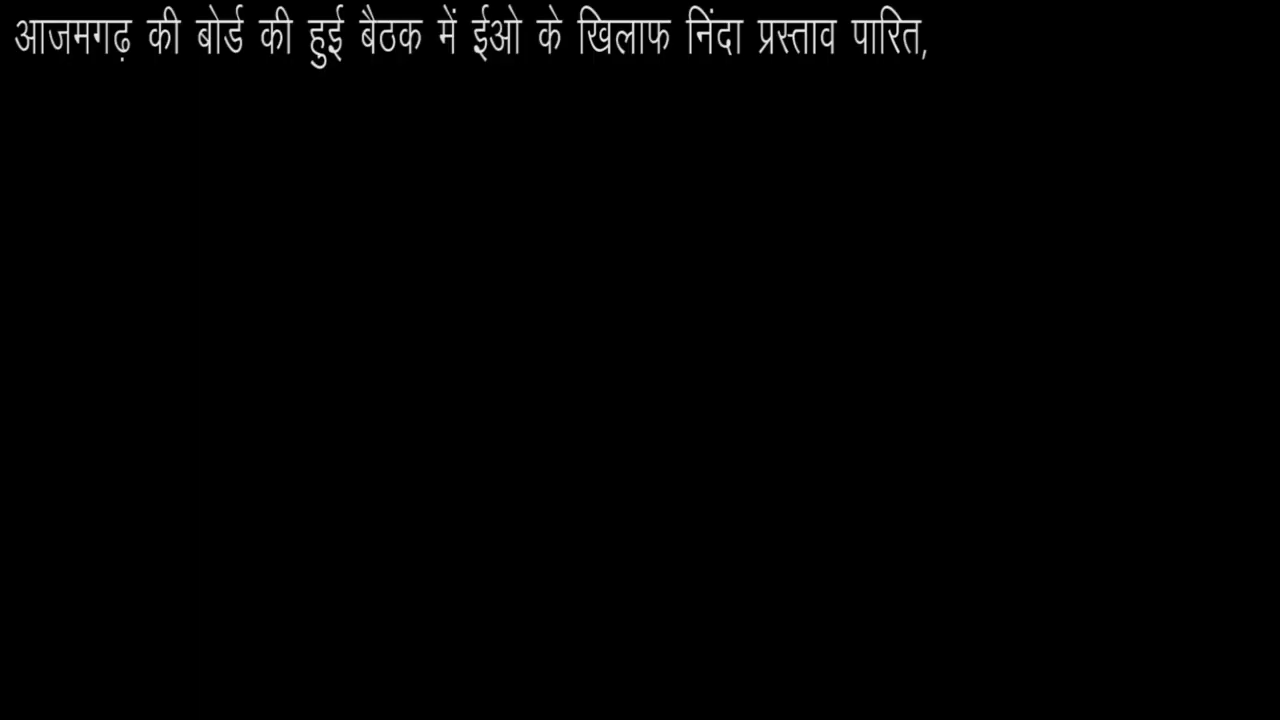 आजमगढ़ की बोर्ड की हुई बैठक में ईओ के खिलाफ निंदा प्रस्ताव पारित,